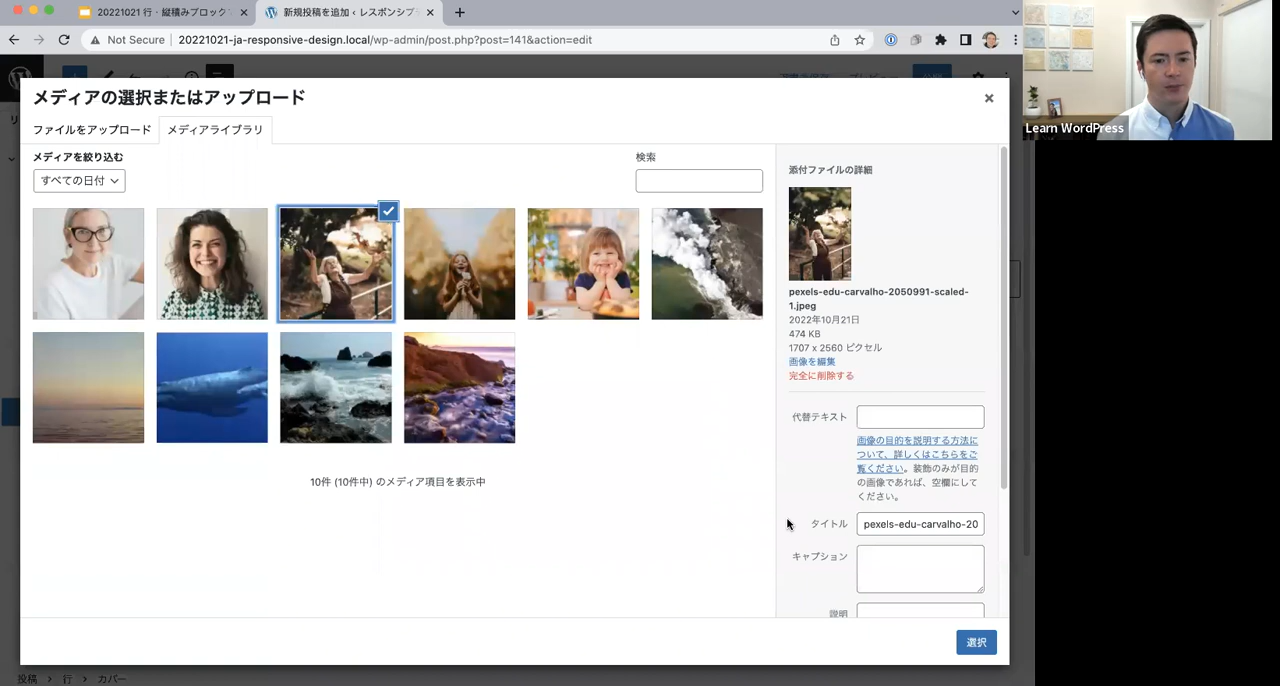 20221021 行・縦積みブロック
新規投稿を追加 ‹ レスポンシブ
Not Secure
20221021-ja-responsive-design.local/wp-admin/post.php?post=141&action=edit
Learn WordPress
メディアの選択またはアップロード
ファイルをアップロード
メディアライブラリ
メディアを絞り込む
すべての日付
検索
10件 (10件中) のメディア項目を表示中
添付ファイルの詳細
pexels-edu-carvalho-2050991-scaled-
1.jpeg
2022年10月21日
474 KB
1707 x 2560 ピクセル
画像を編集
完全に削除する
代替テキスト
画像の目的を説明する方法に
ついて、詳しくはこちらをご
覧ください。装飾のみが目的
の画像であれば、空欄にして
ください。
タイトル
pexels-edu-carvalho-20
キャプション
説明
選択
投稿 › 行 › カバー